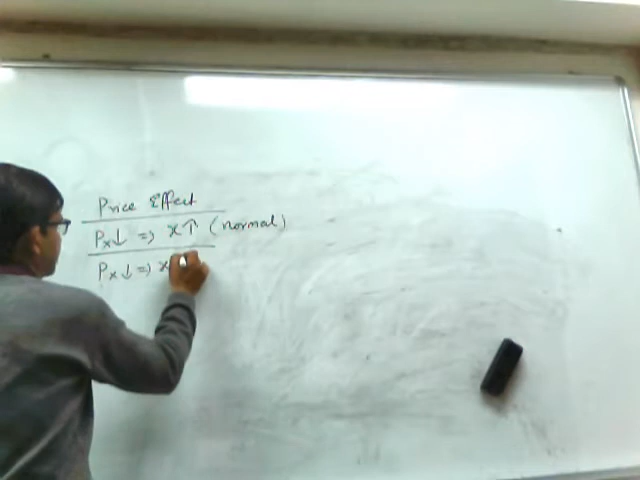 Price Effect
Px↓ => x↑ (normal)
Px↓ => x